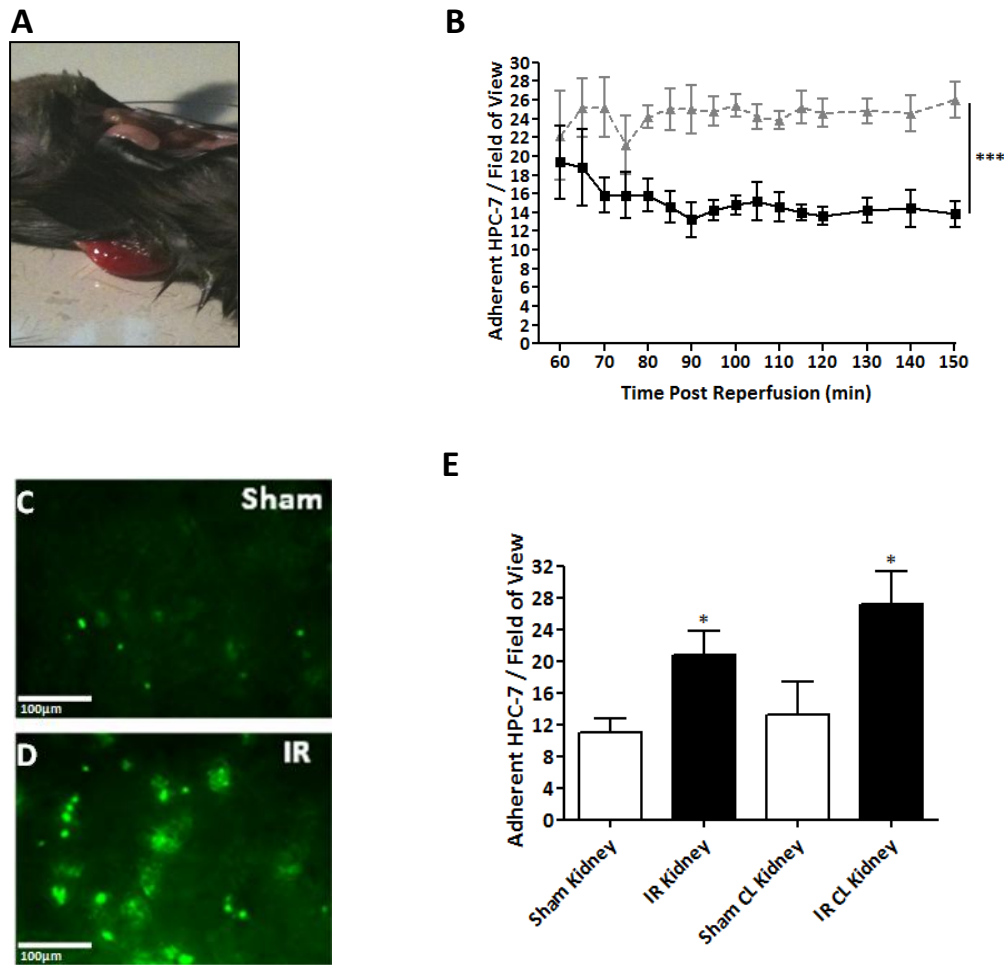 A
B
Adherent HPC-7 / Field of View
30
28
26
24
22
20
18
16
14
12
10
8
6
4
2
0
60 70 80 90 100 110 120 130 140 150
Time Post Reperfusion (min)
***
C
Sham
100μm
D
IR
100μm
E
Adherent HPC-7 / Field of View
32
28
24
20
16
12
8
4
0
*
*
Sham Kidney
IR Kidney
Sham CL Kidney
IR CL Kidney